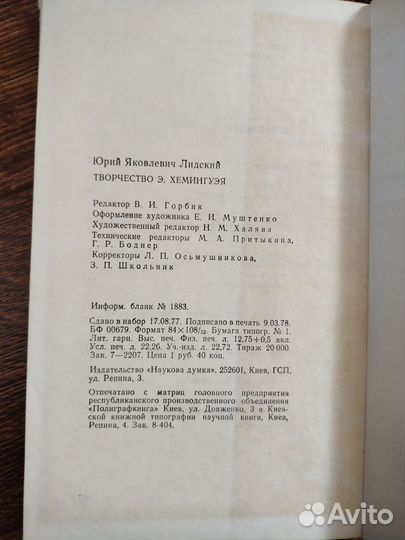 Юрий Яковлевич Лидский
ТВОРЧЕСТВО Э. ХЕМИНГУЭЯ
Редактор В. И. Горбик
Оформление художника Е. И. Муштенко
Художественный редактор Н. М. Халява
Технические редакторы М. А. Притыкина,
Г. Р. Боднер
Корректоры Л. П. Осьмушникова,
З. П. Школьник
Информ. бланк № 1883.
Сдано в набор 17.08.77. Подписано в печать 9.03.78.
БФ 00679. Формат 84×108/32. Бумага типогр. № 1.
Лит. гарн. Выс. печ. Физ. печ. л. 12,75+0,5 вкл.
Усл. печ. л. 22,26. Уч.-изд. л. 22,72. Тираж 20 000.
Зак. 7—2207. Цена 1 руб. 40 коп.
Издательство «Наукова думка». 252601, Киев, ГСП,
ул. Репина, 3.
Отпечатано с матриц головного предприятия
республиканского производственного объединения
«Полиграфкнига» Киев, ул. Довженко, 3 в Киев-
ской книжной типографии научной книги, Киев,
Репина, 4. Зак. 8-404.
Avito